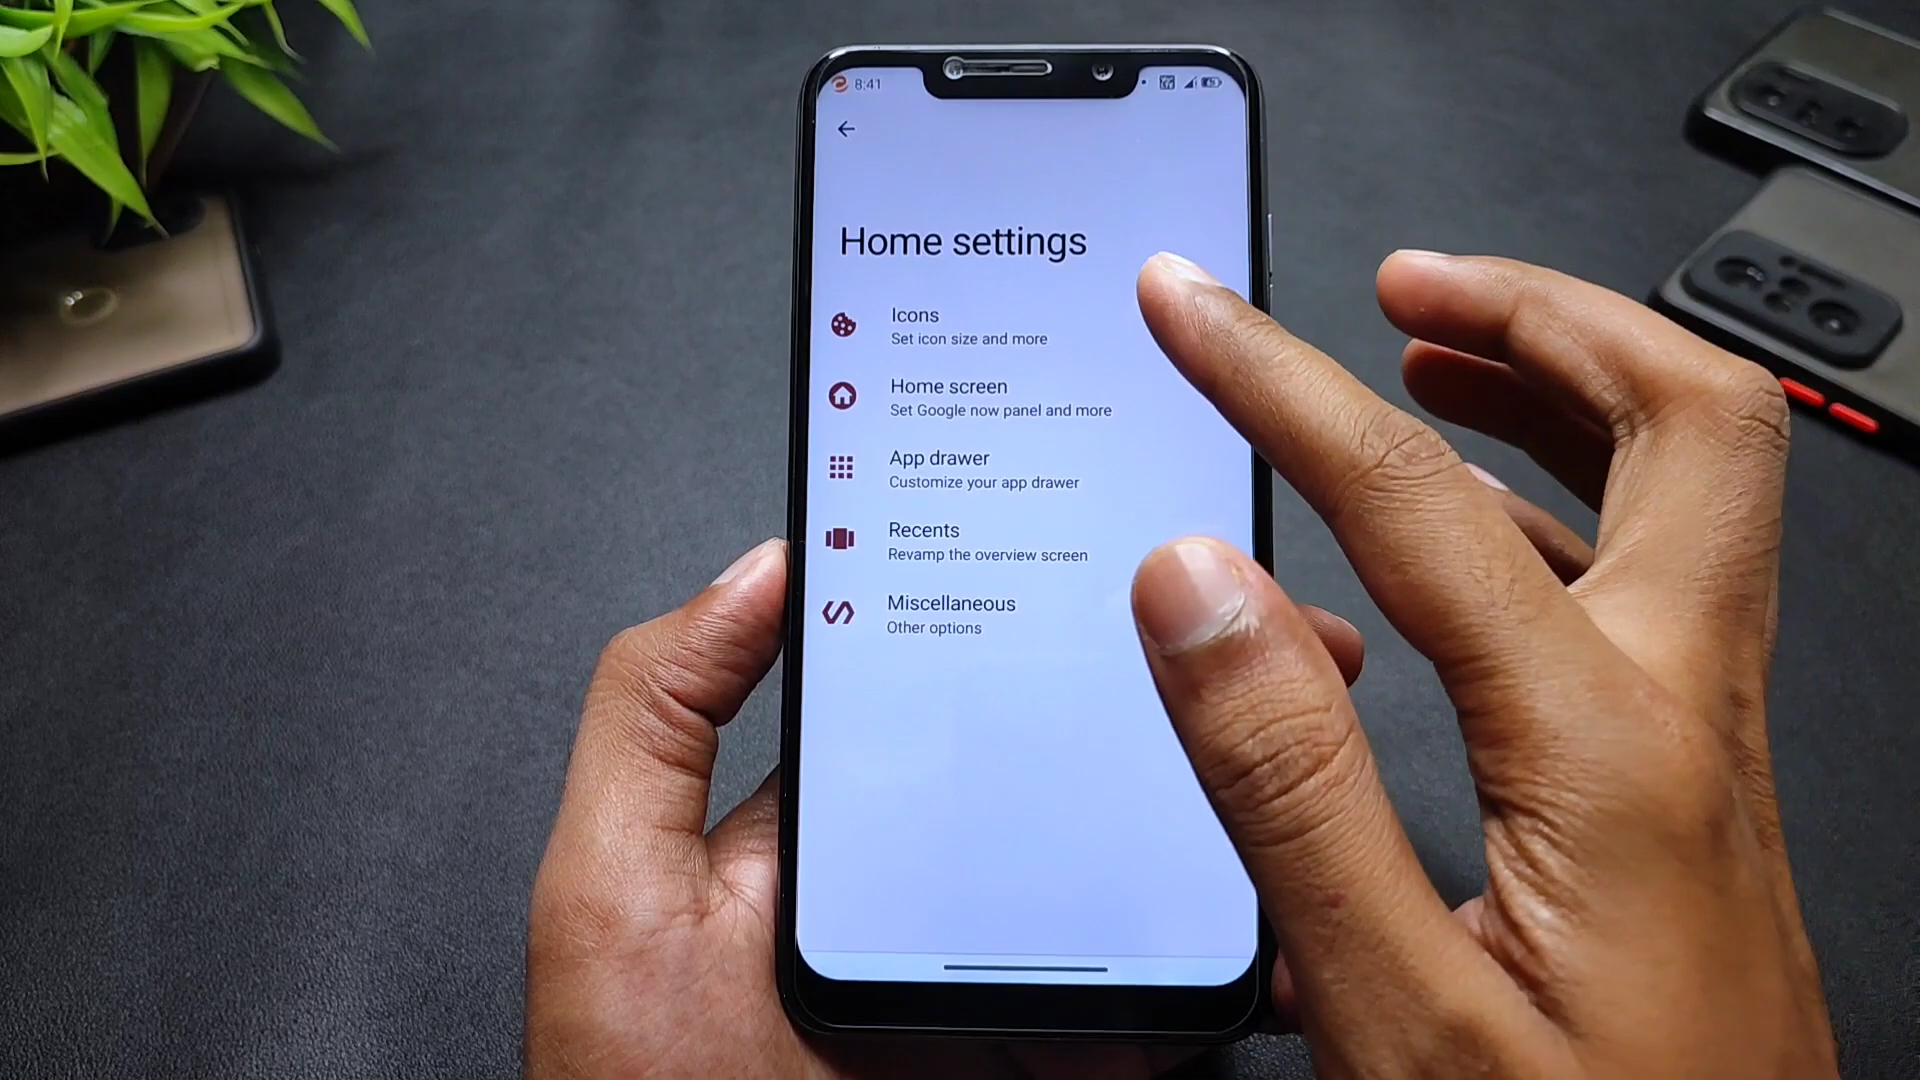 8:41
Home settings
Icons
Set icon size and more
Home screen
Set Google now panel and more
App drawer
Customize your app drawer
Recents
Revamp the overview screen
Miscellaneous
Other options